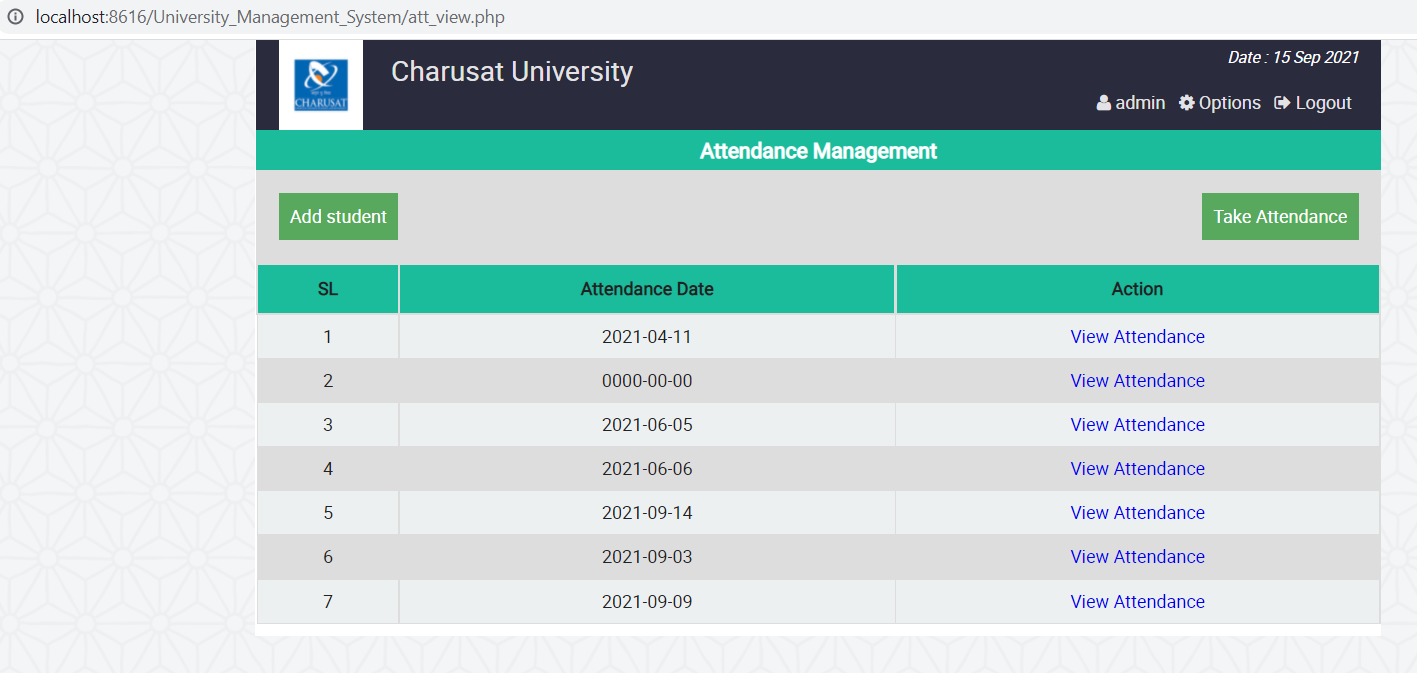 localhost:8616/University_Management_System/att_view.php
Charusat University
Date : 15 Sep 2021
CHARUSAT
admin Options Logout
Attendance Management
Add student Take Attendance
SL Attendance Date Action
1 2021-04-11 View Attendance
2 0000-00-00 View Attendance
3 2021-06-05 View Attendance
4 2021-06-06 View Attendance
5 2021-09-14 View Attendance
6 2021-09-03 View Attendance
7 2021-09-09 View Attendance